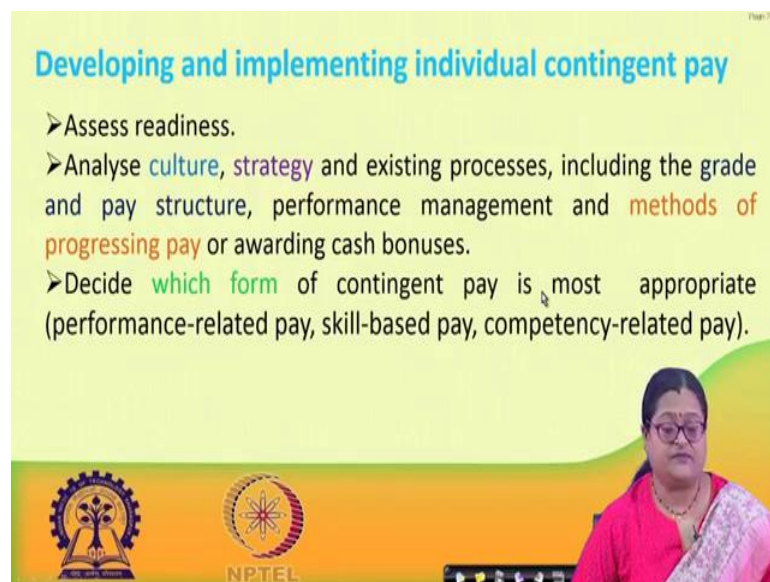 Developing and implementing individual contingent pay
➢Assess readiness.
➢Analyse culture, strategy and existing processes, including the grade
and pay structure, performance management and methods of
progressing pay or awarding cash bonuses.
➢Decide which form of contingent pay is most appropriate
(performance-related pay, skill-based pay, competency-related pay).
NPTEL